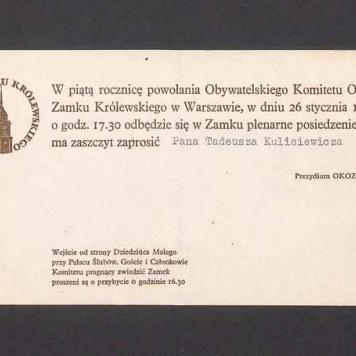 U KRÓLEWSKIEGO
W piątą rocznicę powołania Obywatelskiego Komitetu O
Zamku Królewskiego w Warszawie, w dniu 26 stycznia 1
o godz. 17.30 odbędzie się w Zamku plenarne posiedzenie
ma zaszczyt zaprosić Pana Tadeusza Kulisiewicza
Prezydium OKOZ
Wejście od strony Dziedzińca Małego
przy Pałacu Ślubów. Goście i Członkowie
Komitetu pragnący zwiedzić Zamek
proszeni są o przybycie o godzinie 16.30